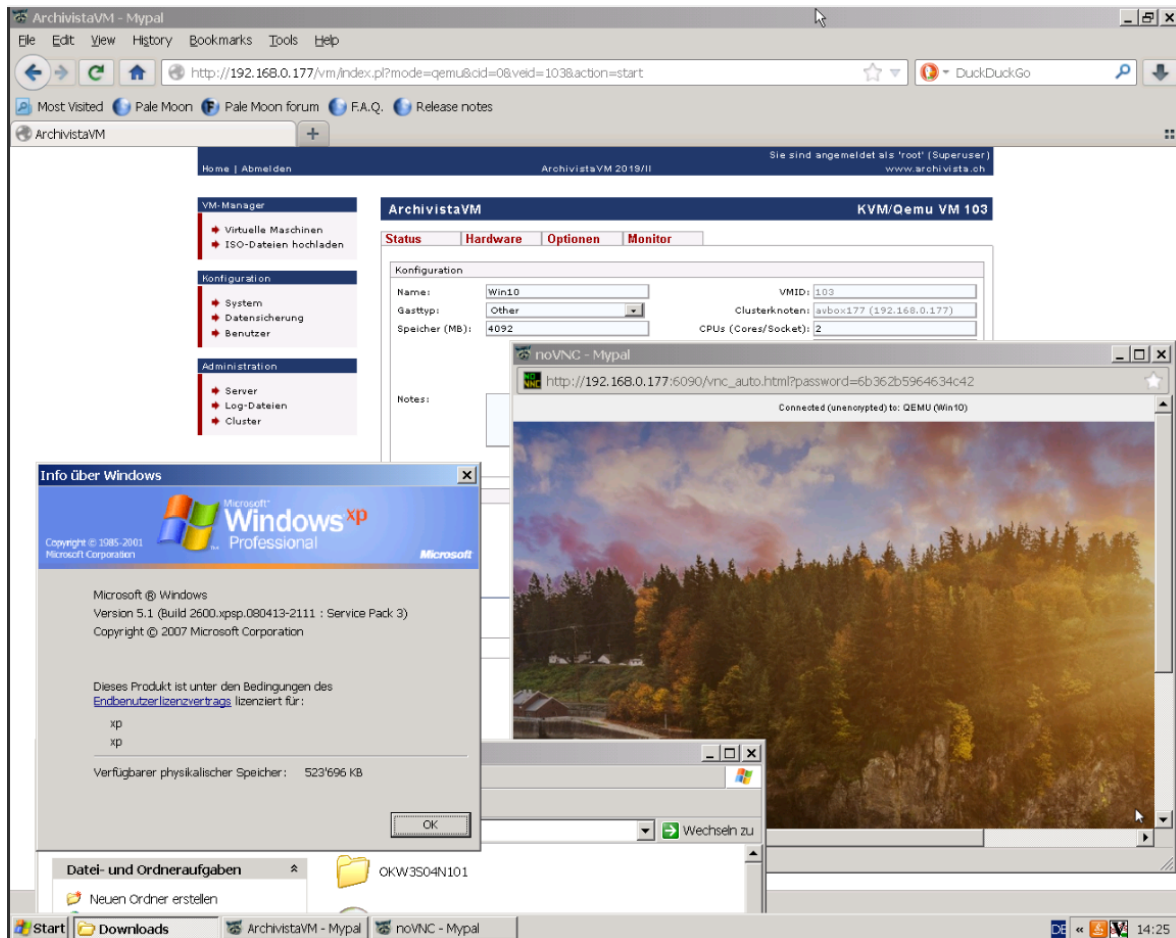 ArchivistaVM - Mypal
File Edit View History Bookmarks Tools Help
http://192.168.0.177/vm/index.pl?mode=qemu&cid=0&veid=103&action=start
DuckDuckGo
Most Visited Pale Moon Pale Moon forum F.A.Q. Release notes
ArchivistaVM
Sie sind angemeldet als 'root' (Superuser)
Home | Abmelden ArchivistaVM 2019/II www.archivista.ch
VM-Manager
Virtuelle Maschinen
ISO-Dateien hochladen
Konfiguration
System
Datensicherung
Benutzer
Administration
Server
Log-Dateien
Cluster
ArchivistaVM KVM/Qemu VM 103
Status Hardware Optionen Monitor
Konfiguration
Name: Win10 VMID: 103
Gasttyp: Other Clusterknoten: avbox177 (192.168.0.177)
Speicher (MB): 4092 CPUs (Cores/Socket): 2
Notes:
noVNC - Mypal
http://192.168.0.177:6090/vnc_auto.html?password=6b362b5964634c42
Connected (unencrypted) to: QEMU (Win10)
Info über Windows
Microsoft
Windows xp
Professional
Copyright © 1985-2001
Microsoft Corporation
Microsoft
Microsoft ® Windows
Version 5.1 (Build 2600.xpsp.080413-2111 : Service Pack 3)
Copyright © 2007 Microsoft Corporation
Dieses Produkt ist unter den Bedingungen des
Endbenutzerlizenzvertrags lizenziert für:
xp
xp
Verfügbarer physikalischer Speicher: 523'696 KB
OK
Wechseln zu
Datei- und Ordneraufgaben
Neuen Ordner erstellen
OKW3S04N101
Start Downloads ArchivistaVM - Mypal noVNC - Mypal DE « 14:25